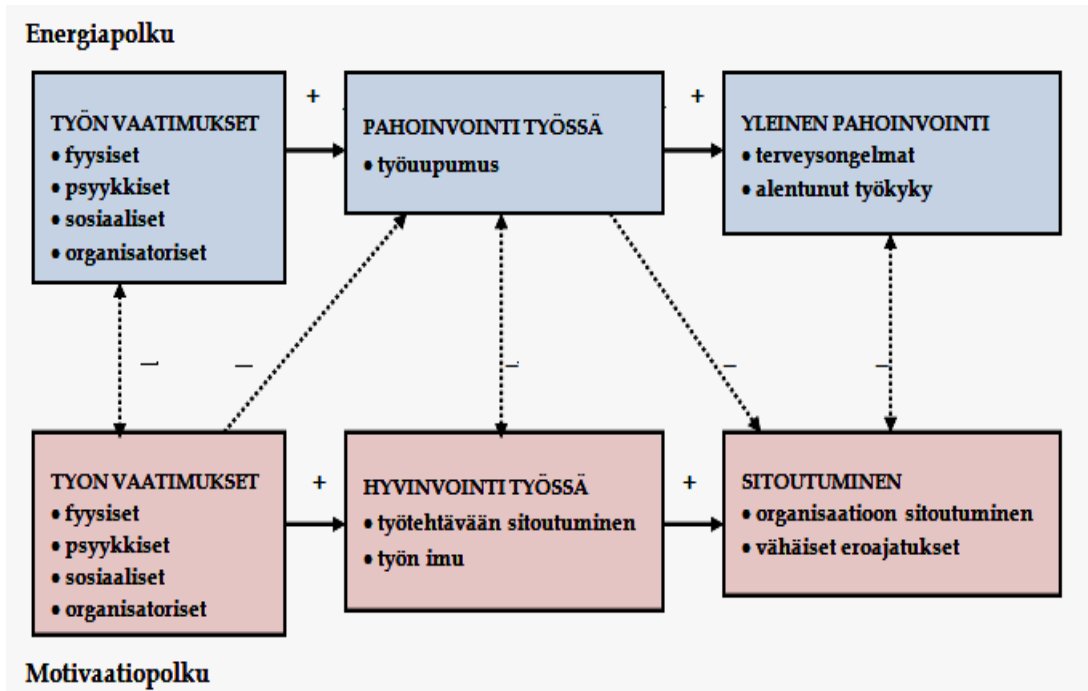 Energiapolku
+
+
TYÖN VAATIMUKSET
• fyysiset
• psyykkiset
• sosiaaliset
• organisatoriset
PAHOINVOINTI TYÖSSÄ
• työuupumus
YLEINEN PAHOINVOINTI
• terveysongelmat
• alentunut työkyky
–
–
–
–
–
TYON VAATIMUKSET
• fyysiset
• psyykkiset
• sosiaaliset
• organisatoriset
+
HYVINVOINTI TYÖSSÄ
• työtehtävään sitoutuminen
• työn imu
+
SITOUTUMINEN
• organisaatioon sitoutuminen
• vähäiset eroajatukset
Motivaatiopolku